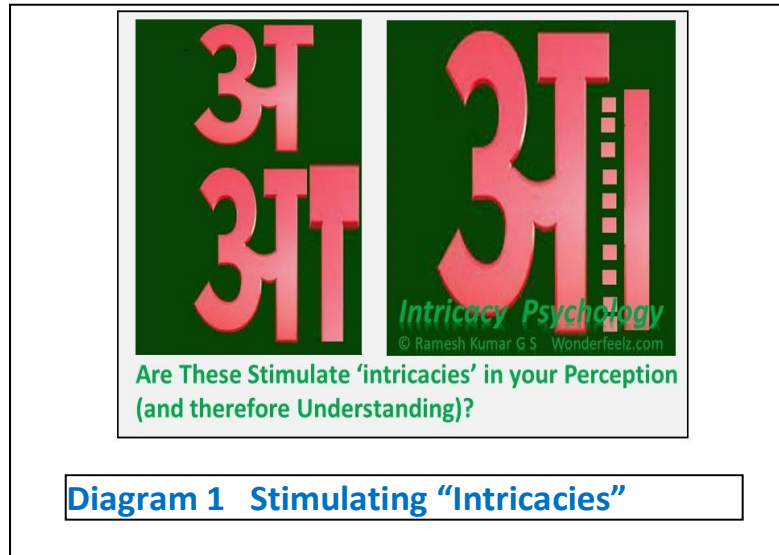 अ
आ
अ।
Intricacy Psychology
© Ramesh Kumar G S Wonderfeelz.com
Are These Stimulate ‘intricacies’ in your Perception
(and therefore Understanding)?
Diagram 1 Stimulating “Intricacies”